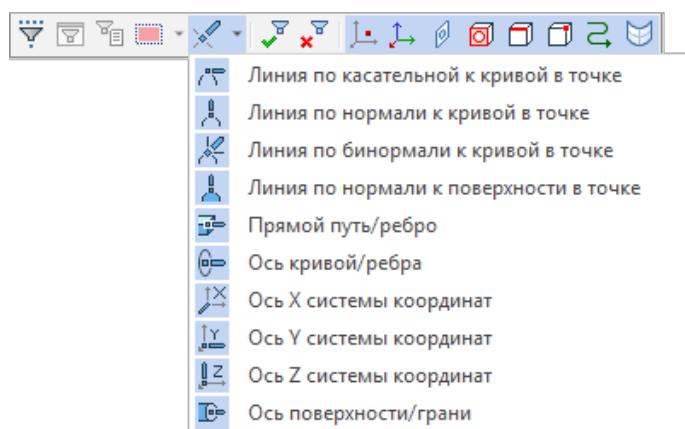 Линия по касательной к кривой в точке
Линия по нормали к кривой в точке
Линия по бинормали к кривой в точке
Линия по нормали к поверхности в точке
Прямой путь/ребро
Ось кривой/ребра
X
Ось X системы координат
Y
Ось Y системы координат
Z
Ось Z системы координат
Ось поверхности/грани